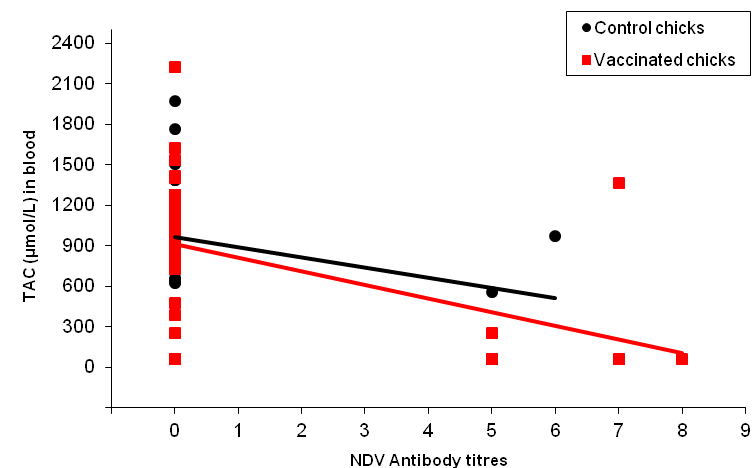 Control chicks
Vaccinated chicks
2400
2100
1800
1500
1200
900
600
300
0
TAC (µmol/L) in blood
0 1 2 3 4 5 6 7 8 9
NDV Antibody titres